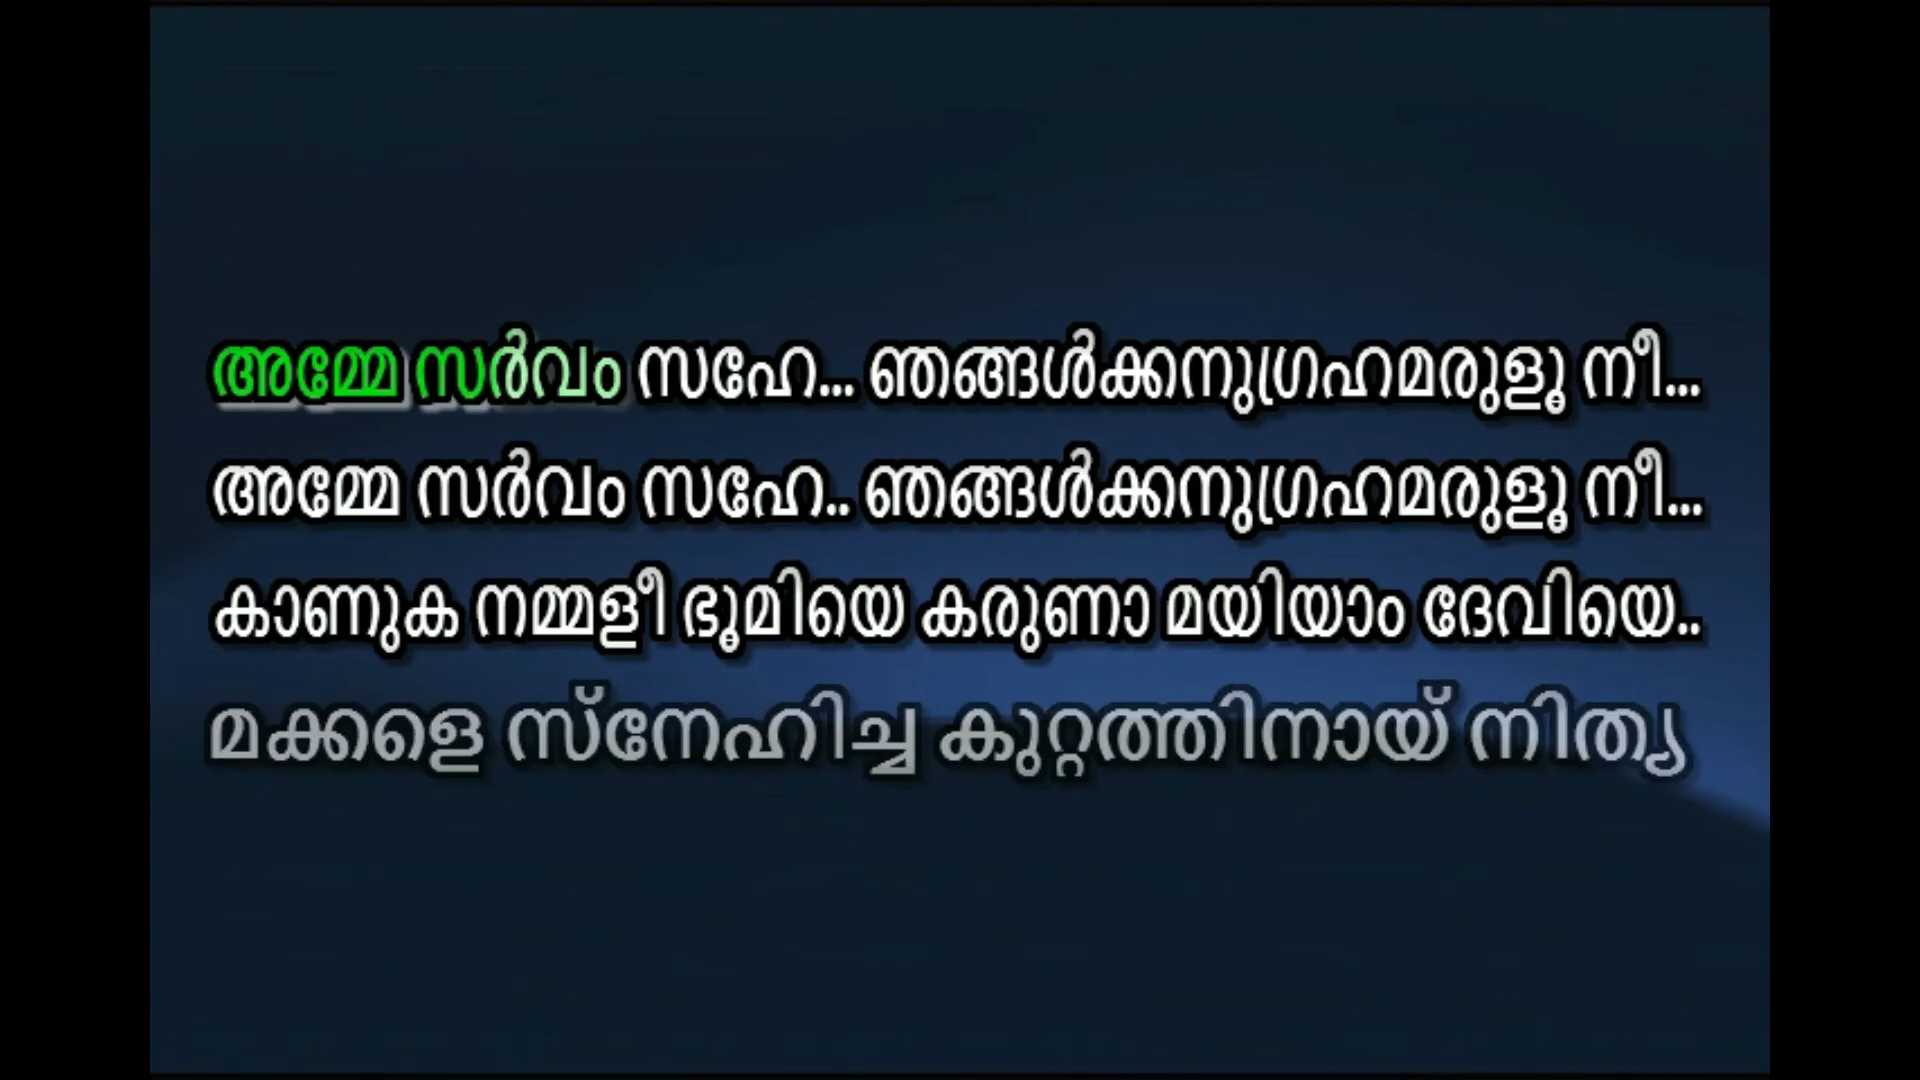 അമ്മേ സർവം സഹേ... ഞങ്ങൾക്കനുഗ്രഹമരുളൂ നീ...
അമ്മേ സർവം സഹേ.. ഞങ്ങൾക്കനുഗ്രഹമരുളൂ നീ...
കാണുക നമ്മളീ ഭൂമിയെ കരുണാ മയിയാം ദേവിയെ..
മക്കളെ സ്നേഹിച്ച കുറ്റത്തിനായ് നിത്യ